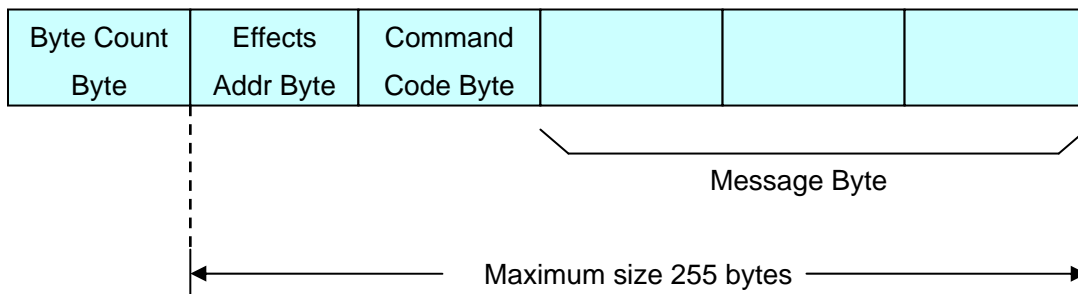 Byte Count
Byte
Effects
Addr Byte
Command
Code Byte
Message Byte
Maximum size 255 bytes